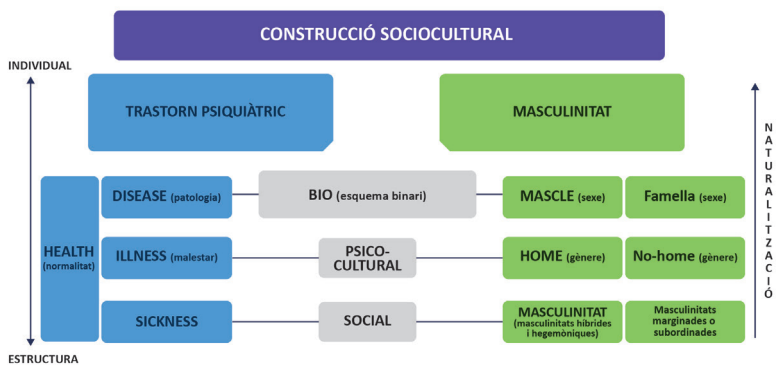 CONSTRUCCIÓ SOCIOCULTURAL
INDIVIDUAL
TRASTORN PSIQUIÀTRIC
MASCULINITAT
NATURALITZACIÓ
DISEASE (patologia)
BIO (esquema binari)
MASCLE (sexe)
Famella (sexe)
HEALTH
(normalitat)
ILLNESS (malestar)
PSICO-
CULTURAL
HOME (gènere)
No-home (gènere)
SICKNESS
SOCIAL
MASCULINITAT
(masculinitats híbrides
i hegemòniques)
Masculinitats
marginades o
subordinades
ESTRUCTURA